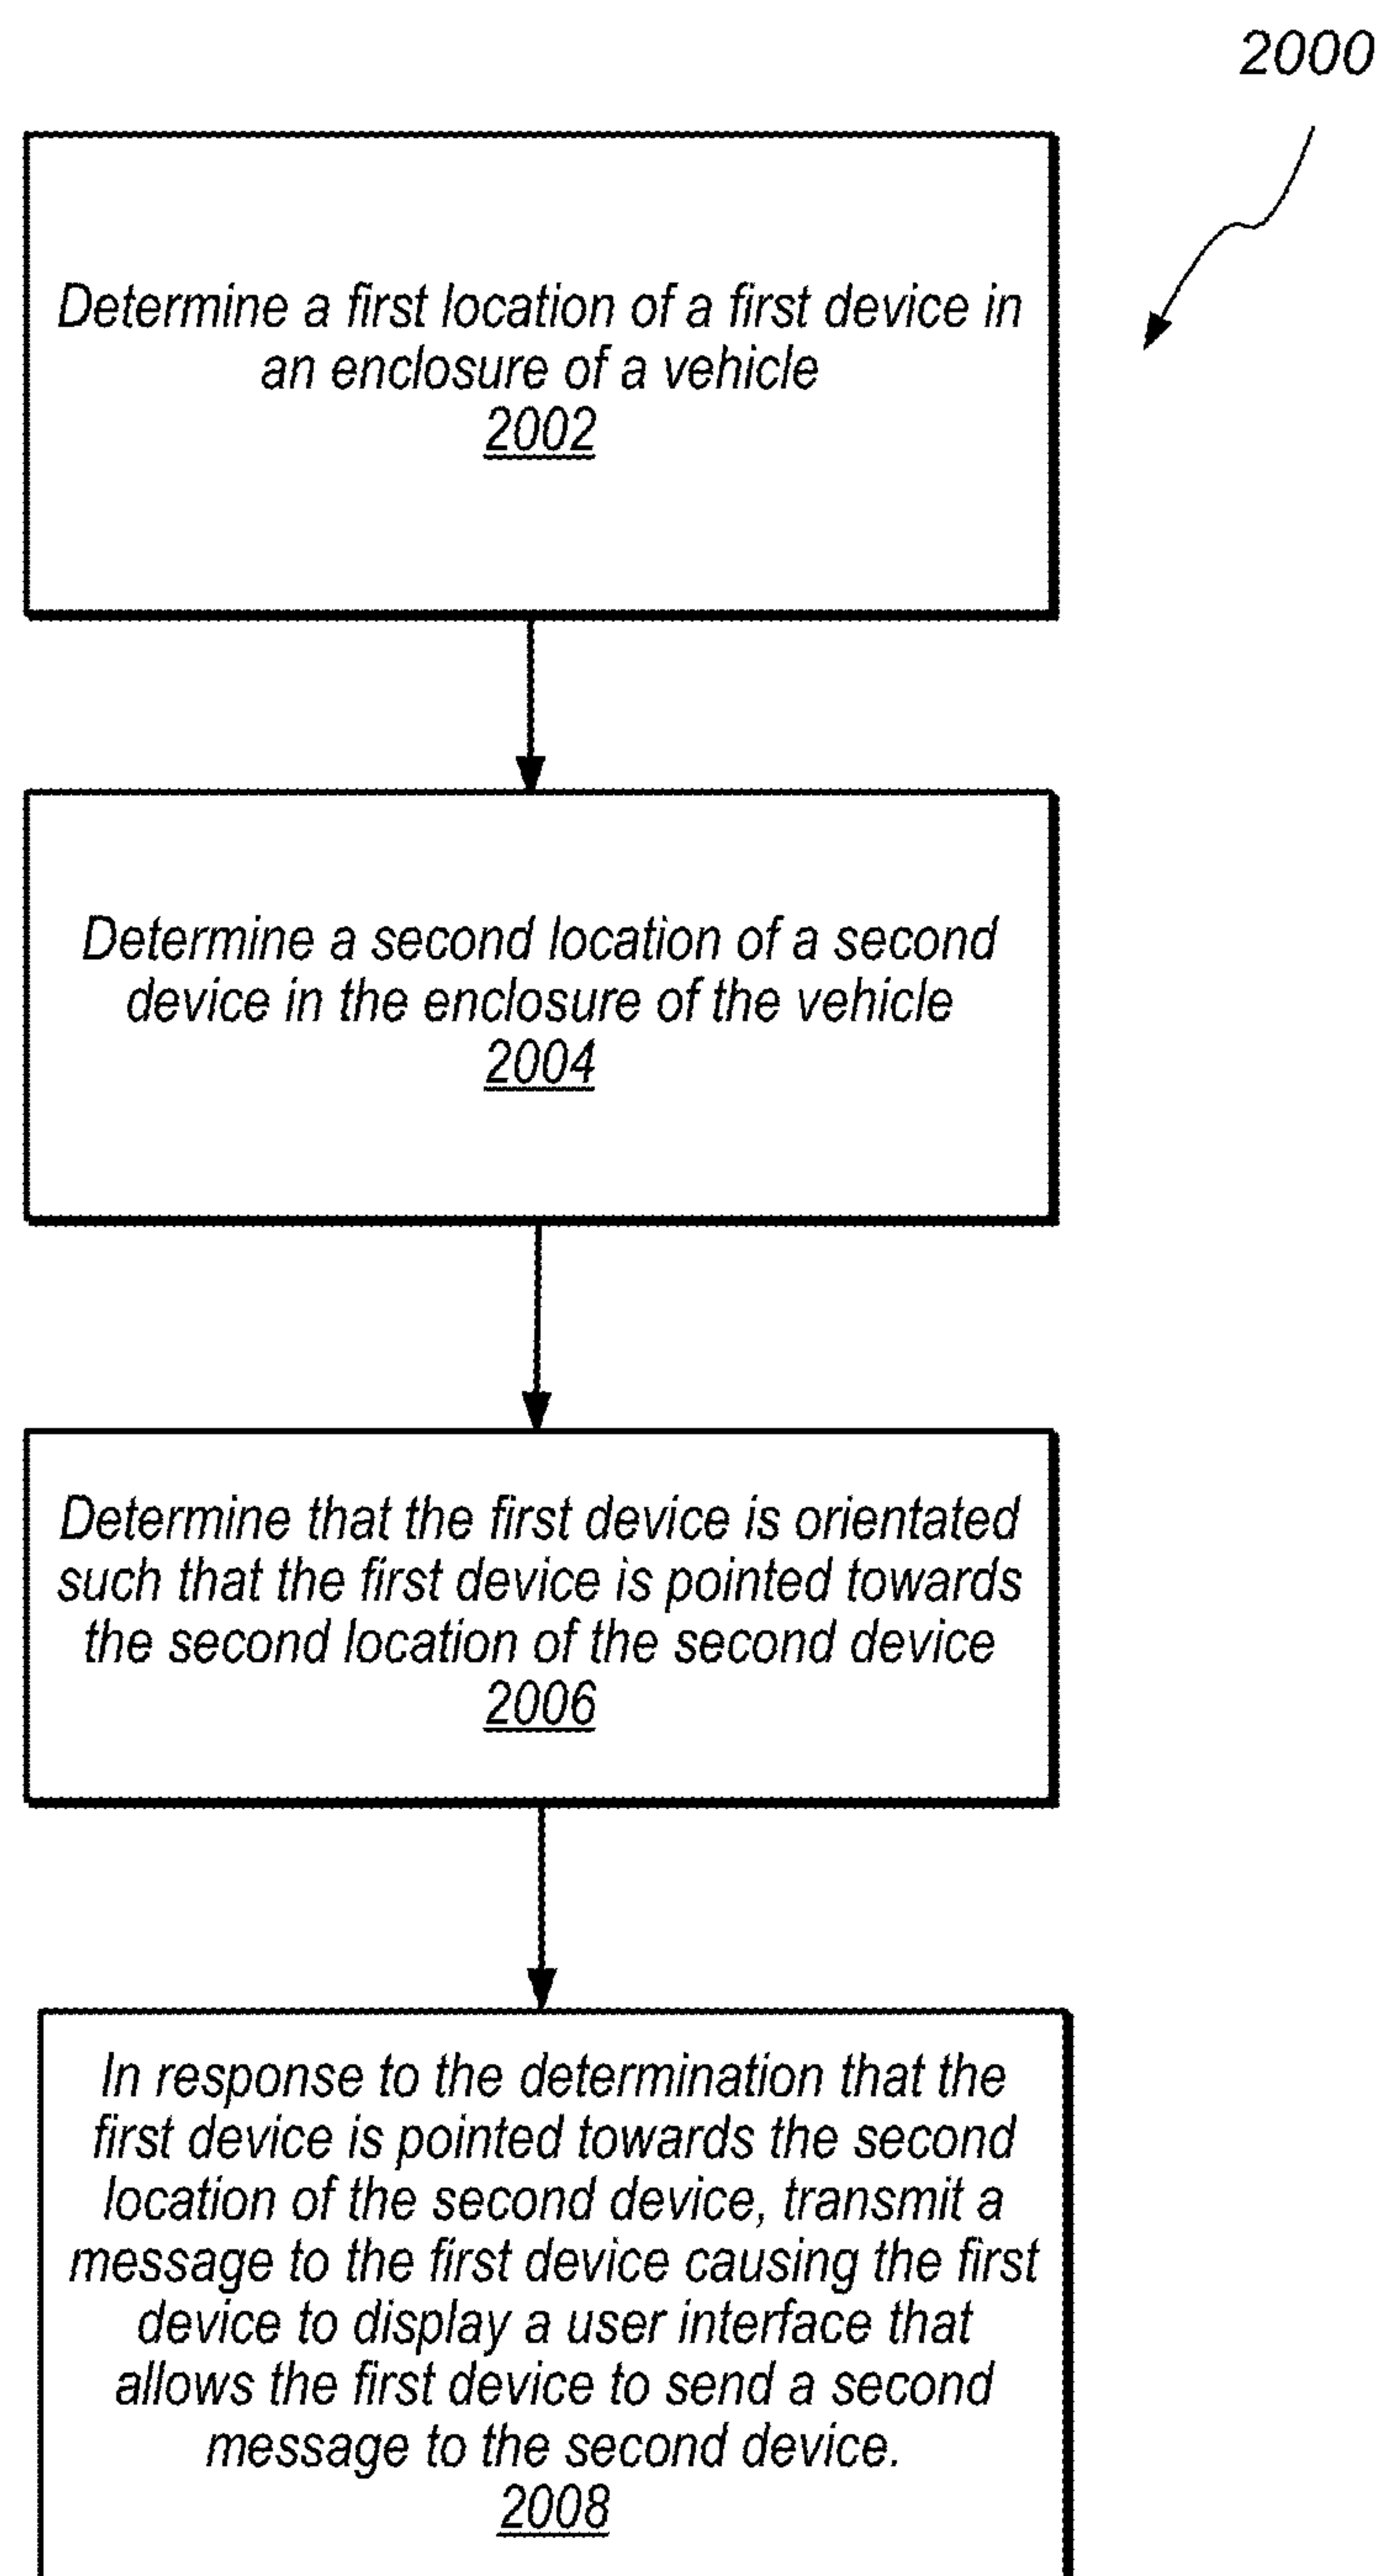 2000
Determine a first location of a first device in
an enclosure of a vehicle
2002
Determine a second location of a second
device in the enclosure of the vehicle
2004
Determine that the first device is orientated
such that the first device is pointed towards
the second location of the second device
2006
In response to the determination that the
first device is pointed towards the second
location of the second device, transmit a
message to the first device causing the first
device to display a user interface that
allows the first device to send a second
message to the second device.
2008